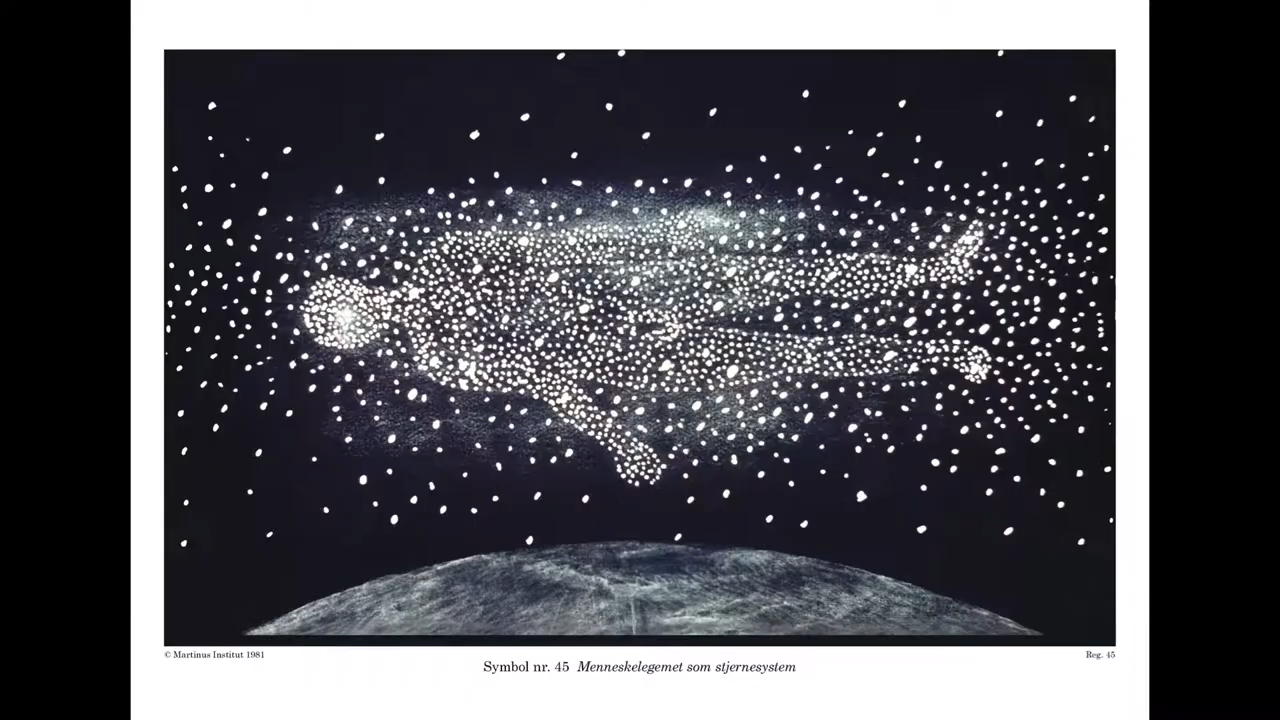 © Martinus Institut 1981
Reg. 45
Symbol nr. 45 Menneskelegemet som stjernesystem